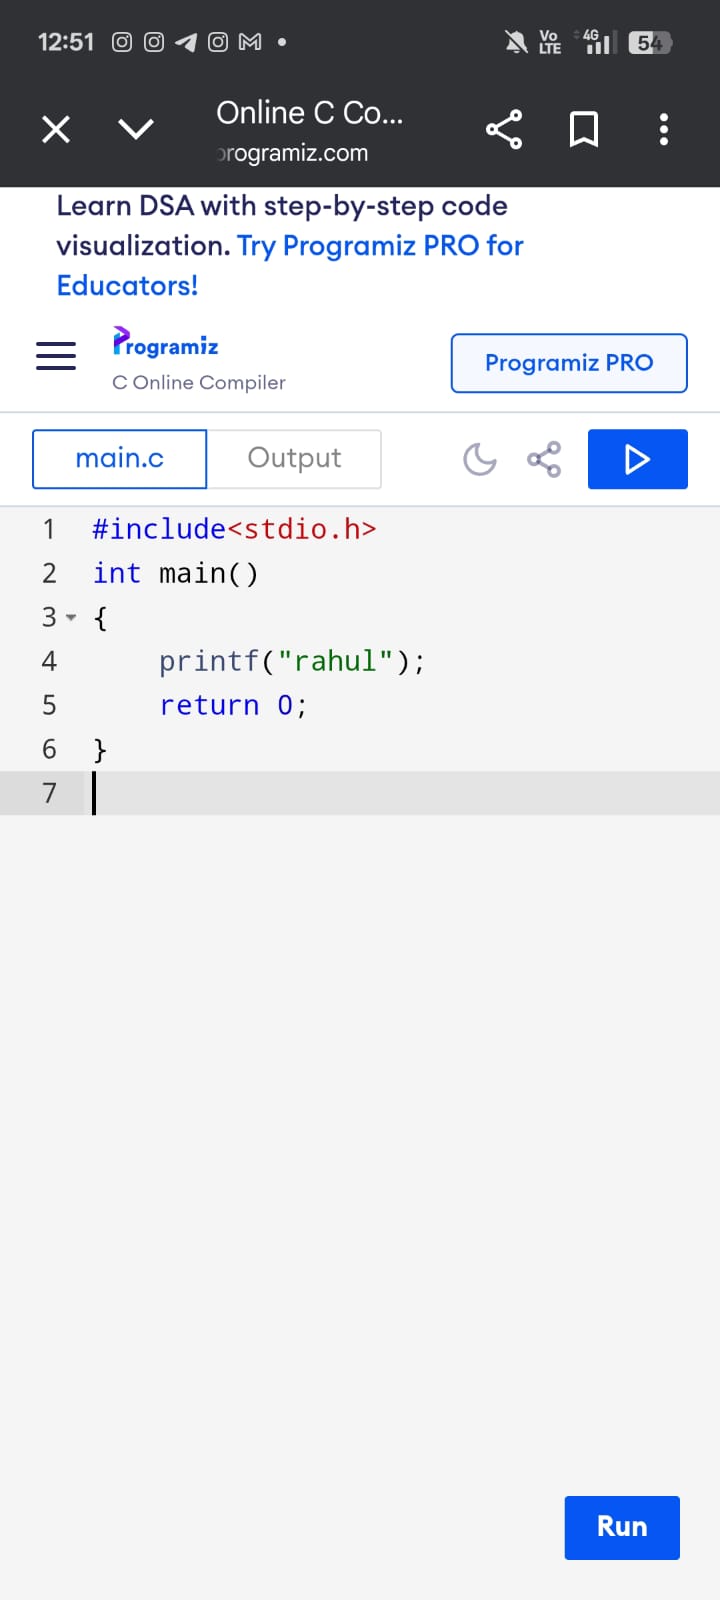 12:51
Vo LTE 4G 54
Online C Co...
programiz.com
Learn DSA with step-by-step code
visualization. Try Programiz PRO for
Educators!
Programiz
C Online Compiler
Programiz PRO
main.c Output
1 #include<stdio.h>
2 int main()
3 {
4     printf("rahul");
5     return 0;
6 }
7
Run